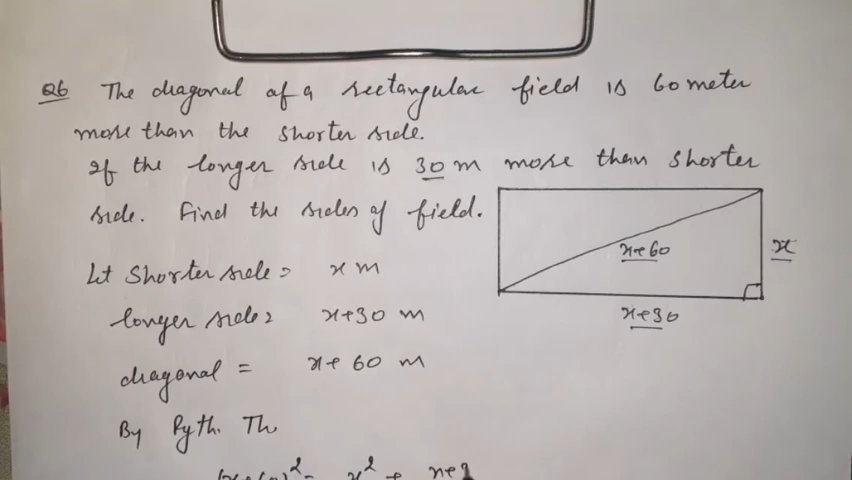 Q6 The diagonal of a rectangular field is 60 meter
more than the shorter side.
If the longer side is 30 m more than shorter
side. Find the sides of field.
x+60
x
x+30
Let Shorter side = x m
longer side = x+30 m
diagonal = x+60 m
By Pyth. Th
x² +